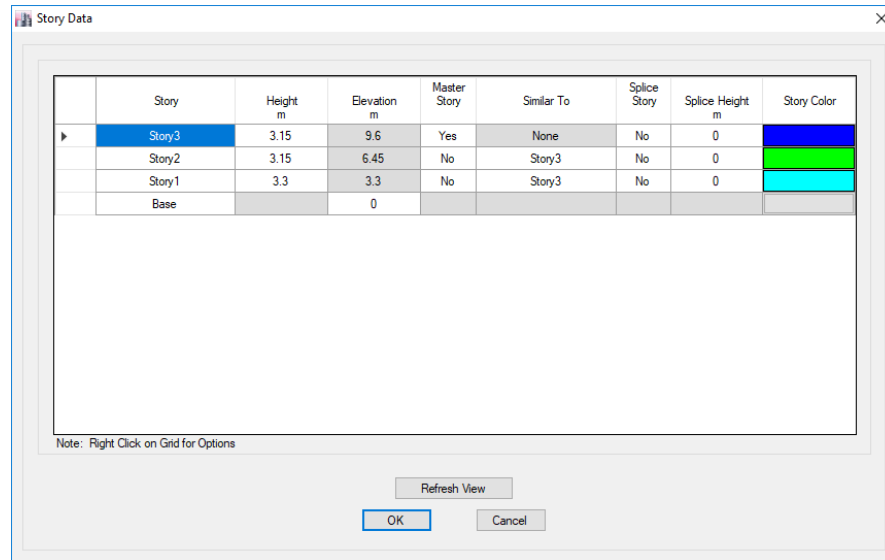 Story Data
Story Height m Elevation m Master Story Similar To Splice Story Splice Height m Story Color
Story3 3.15 9.6 Yes None No 0
Story2 3.15 6.45 No Story3 No 0
Story1 3.3 3.3 No Story3 No 0
Base 0
Note: Right Click on Grid for Options
Refresh View
OK Cancel